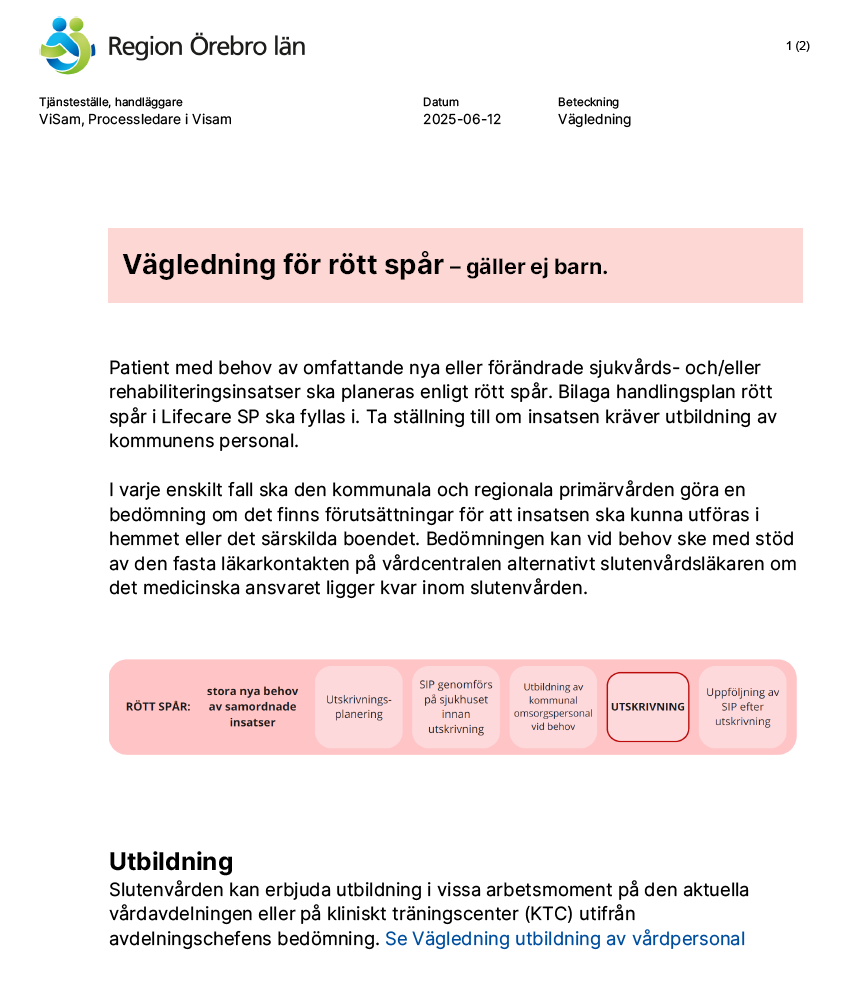 Region Örebro län
1 (2)
Tjänsteställe, handläggare
Datum
Beteckning
ViSam, Processledare i Visam
2025-06-12
Vägledning
Vägledning för rött spår – gäller ej barn.
Patient med behov av omfattande nya eller förändrade sjukvårds- och/eller
rehabiliteringsinsatser ska planeras enligt rött spår. Bilaga handlingsplan rött
spår i Lifecare SP ska fyllas i. Ta ställning till om insatsen kräver utbildning av
kommunens personal.
I varje enskilt fall ska den kommunala och regionala primärvården göra en
bedömning om det finns förutsättningar för att insatsen ska kunna utföras i
hemmet eller det särskilda boendet. Bedömningen kan vid behov ske med stöd
av den fasta läkarkontakten på vårdcentralen alternativt slutenvårdsläkaren om
det medicinska ansvaret ligger kvar inom slutenvården.
RÖTT SPÅR:
stora nya behov
av samordnade
insatser
Utskrivnings-
planering
SIP genomförs
på sjukhuset
innan
utskrivning
Utbildning av
kommunal
omsorgspersonal
vid behov
UTSKRIVNING
Uppföljning av
SIP efter
utskrivning
Utbildning
Slutenvården kan erbjuda utbildning i vissa arbetsmoment på den aktuella
vårdavdelningen eller på kliniskt träningscenter (KTC) utifrån
avdelningschefens bedömning. Se Vägledning utbildning av vårdpersonal